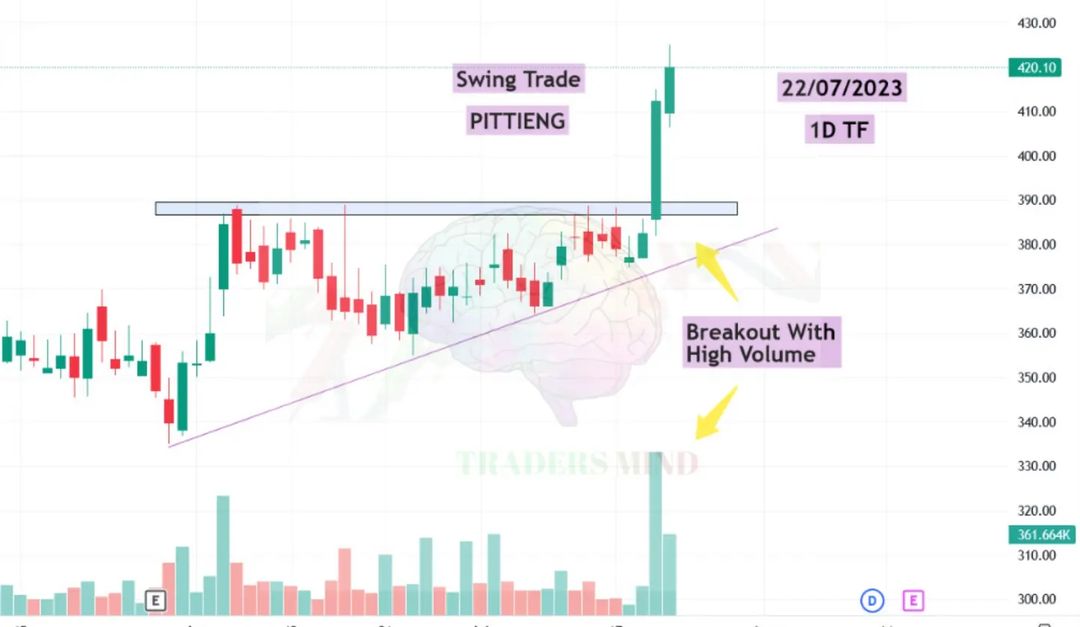 430.00
Swing Trade
420.10
22/07/2023
PITTIENG
410.00
1D TF
400.00
390.00
380.00
370.00
360.00
Breakout With
High Volume
350.00
340.00
TRADERS MIND
330.00
320.00
361.664K
310.00
E
D
E
300.00